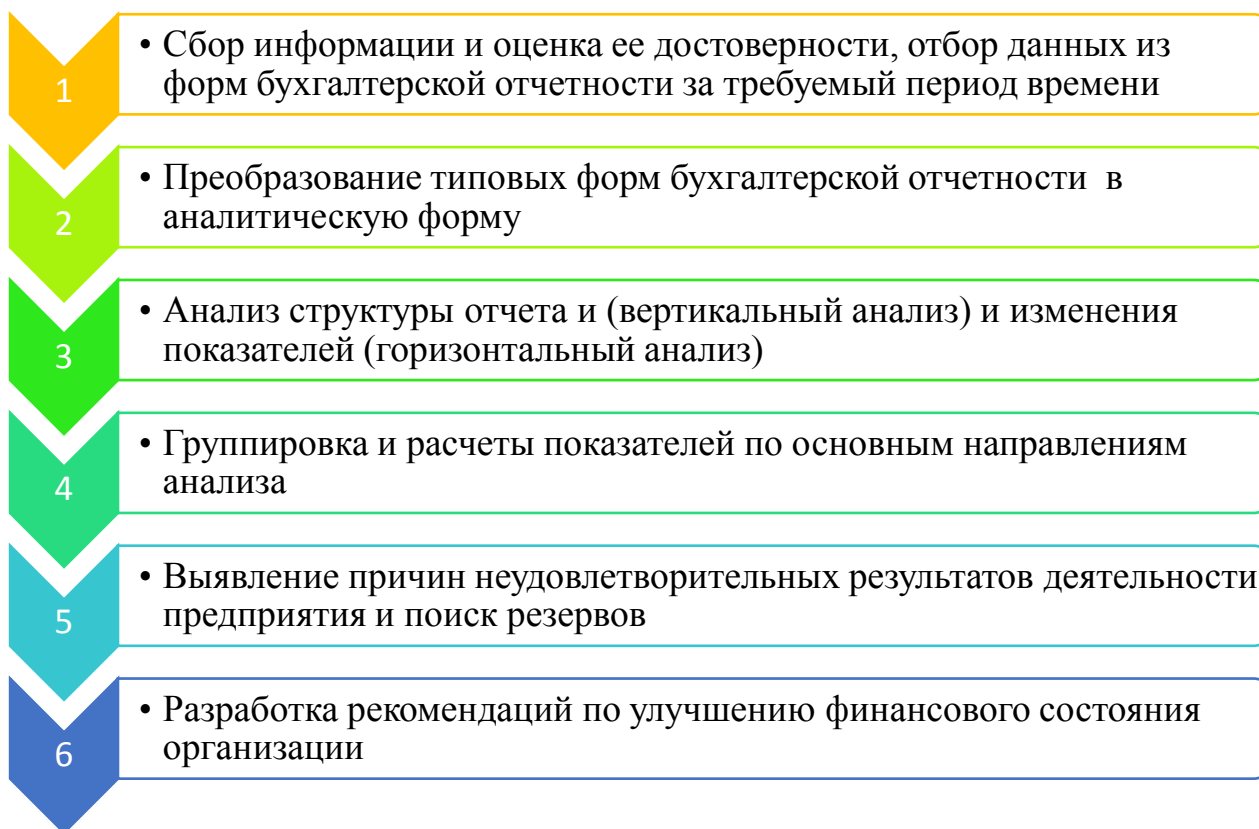 1
• Сбор информации и оценка ее достоверности, отбор данных из
форм бухгалтерской отчетности за требуемый период времени
2
• Преобразование типовых форм бухгалтерской отчетности в
аналитическую форму
3
• Анализ структуры отчета и (вертикальный анализ) и изменения
показателей (горизонтальный анализ)
4
• Группировка и расчеты показателей по основным направлениям
анализа
5
• Выявление причин неудовлетворительных результатов деятельности
предприятия и поиск резервов
6
• Разработка рекомендаций по улучшению финансового состояния
организации